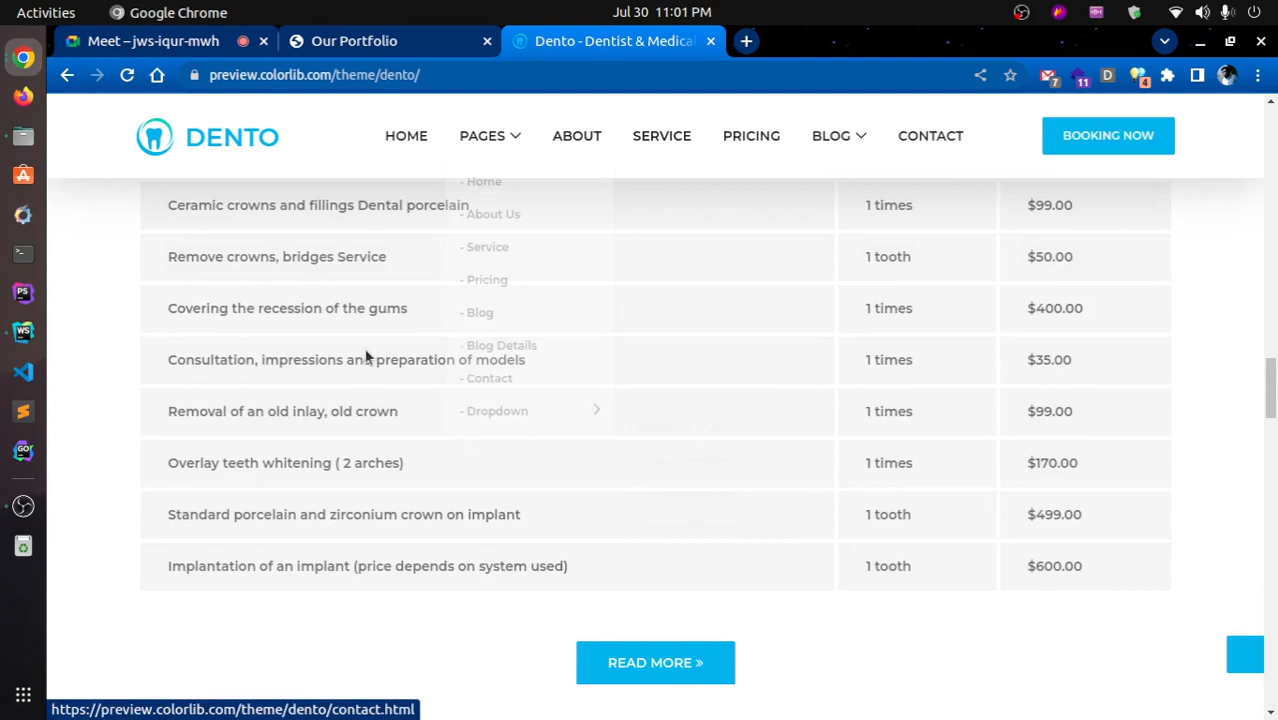 Activities
Google Chrome
Jul 30 11:01 PM
Meet – jws-iqur-mwh
Our Portfolio
Dento - Dentist & Medical
preview.colorlib.com/theme/dento/
7
11
D
4
DENTO
HOME
PAGES
ABOUT
SERVICE
PRICING
BLOG
CONTACT
BOOKING NOW
- Home
- About Us
- Service
- Pricing
- Blog
- Blog Details
- Contact
- Dropdown
Ceramic crowns and fillings Dental porcelain 1 times $99.00
Remove crowns, bridges Service 1 tooth $50.00
Covering the recession of the gums 1 times $400.00
Consultation, impressions and preparation of models 1 times $35.00
Removal of an old inlay, old crown 1 times $99.00
Overlay teeth whitening ( 2 arches) 1 times $170.00
Standard porcelain and zirconium crown on implant 1 tooth $499.00
Implantation of an implant (price depends on system used) 1 tooth $600.00
READ MORE »
https://preview.colorlib.com/theme/dento/contact.html
PS
WS
GO